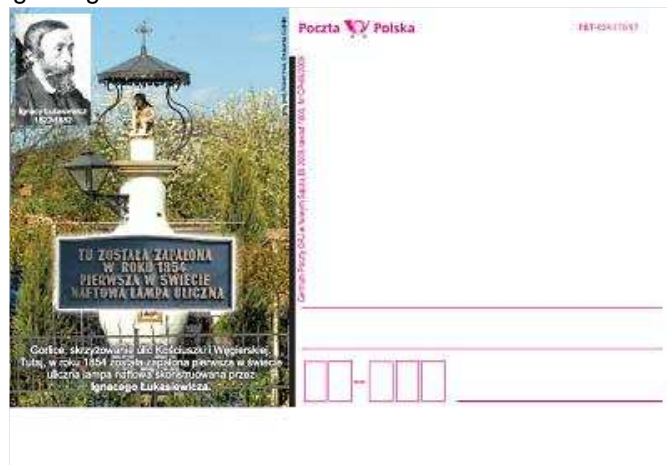 Ignacy Łukasiewicz
1822-1882
TU ZOSTAŁA ZAPALONA
W ROKU 1854
PIERWSZA W ŚWIECIE
NAFTOWA LAMPA ULICZNA
Gorlice, skrzyżowanie ulic Kościuszki i Węgierskiej.
Tutaj, w roku 1854 została zapalona pierwsza w świecie
uliczna lampa naftowa skonstruowana przez
Ignacego Łukasiewicza.
Poczta Polska